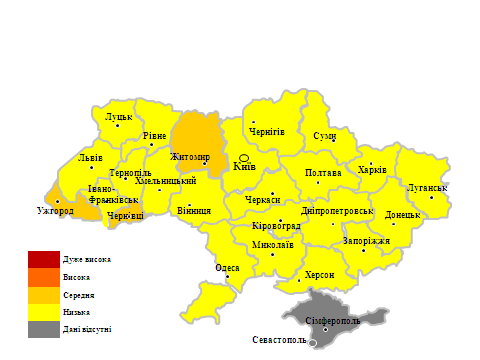 Луцьк
Рівне
Чернігів
Суми
Житомир
Київ
Львів
Тернопіль
Хмельницький
Полтава
Харків
Івано-
Франківськ
Луганськ
Ужгород
Чернівці
Вінниця
Черкаси
Дніпропетровськ
Донецьк
Кіровоград
Миколаїв
Запоріжжя
Одеса
Херсон
Дуже висока
Висока
Середня
Низька
Дані відсутні
Сімферополь
Севастополь